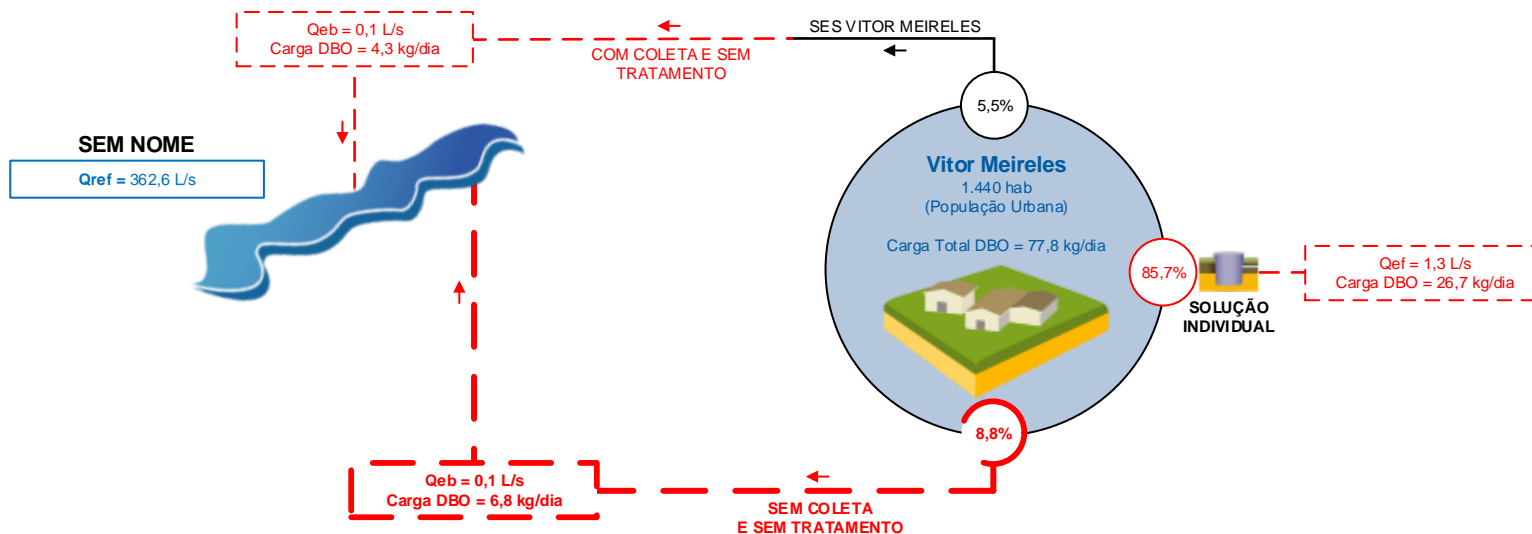 Qeb = 0,1 L/s
Carga DBO = 4,3 kg/dia
COM COLETA E SEM
TRATAMENTO
SES VITOR MEIRELES
5,5%
SEM NOME
Qref = 362,6 L/s
Vitor Meireles
1.440 hab
(População Urbana)
Carga Total DBO = 77,8 kg/dia
85,7%
SOLUÇÃO
INDIVIDUAL
Qef = 1,3 L/s
Carga DBO = 26,7 kg/dia
8,8%
Qeb = 0,1 L/s
Carga DBO = 6,8 kg/dia
SEM COLETA
E SEM TRATAMENTO